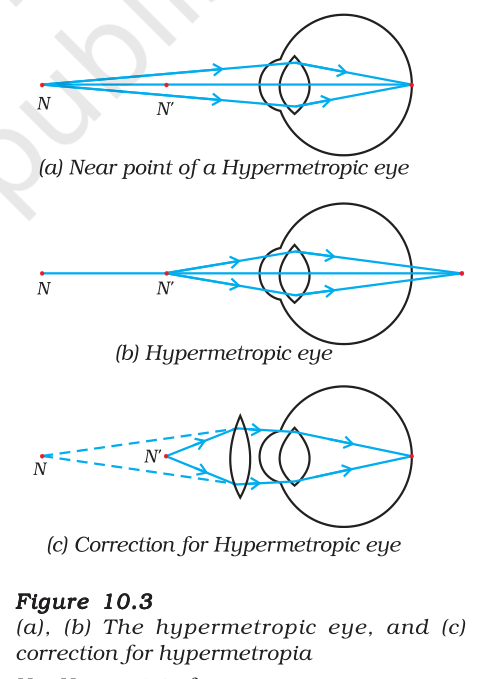 N
N′
(a) Near point of a Hypermetropic eye
N
N′
(b) Hypermetropic eye
N
N′
(c) Correction for Hypermetropic eye
Figure 10.3
(a), (b) The hypermetropic eye, and (c)
correction for hypermetropia